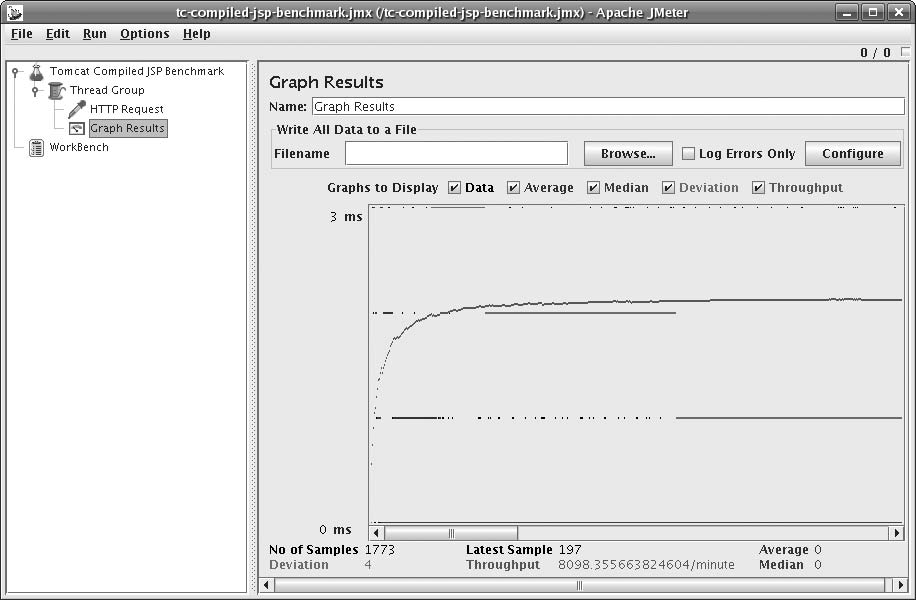 tc-compiled-jsp-benchmark.jmx (/tc-compiled-jsp-benchmark.jmx) - Apache JMeter
File Edit Run Options Help
0 / 0
Tomcat Compiled JSP Benchmark
Thread Group
HTTP Request
Graph Results
WorkBench
Graph Results
Name: Graph Results
Write All Data to a File
Filename Browse... Log Errors Only Configure
Graphs to Display Data Average Median Deviation Throughput
3 ms
0 ms
No of Samples 1773 Latest Sample 197 Average 0
Deviation 4 Throughput 8098.355663824604/minute Median 0